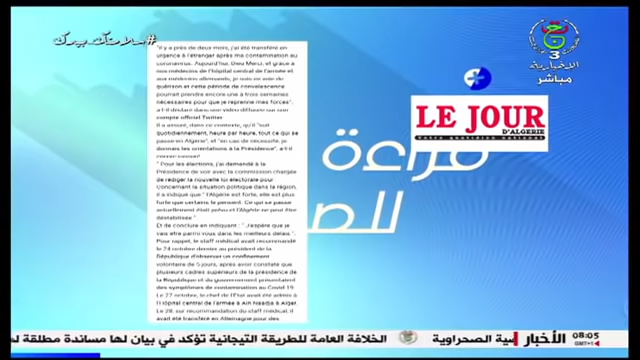 #سلامتك_بيدك
3
الإخبارية
مباشر
LE JOUR
D'ALGERIE
Votre quotidien national
قراءة
للص
"Il y a près de deux mois, j'ai été transféré en
urgence à l'étranger après ma contamination au
coronavirus. Aujourd'hui, Dieu Merci, et grâce à
nos médecins de l'hôpital central de l'armée et
aux médecins allemands, je suis en voie de
guérison et cette période de convalescence
pourrait prendre encore une à trois semaines
nécessaires pour que je reprenne mes forces", a-
t-il déclaré dans une vidéo diffusée sur son
compte officiel Twitter
Il a assuré, dans ce contexte, qu'il "suit
quotidiennement, heure par heure, tout ce qui se
passe en Algérie", et "en cas de nécessité, je
donnais les orientations à la Présidence", a-t-il
" Pour les élections, j'ai demandé à la
Présidence de voir avec la commission chargée
de rédiger la nouvelle loi électorale pour
Concernant la situation politique dans la région,
il a indiqué que " l'Algérie est forte, elle est plus
forte que certains le pensent. Ce qui se passe
actuellement était prévu et l'Algérie ne peut être
déstabilisée "
Et de conclure en indiquant : " J'espère que je
vais être parmi vous dans les meilleurs délais ".
Pour rappel, le staff médical avait recommandé
le 24 octobre dernier au président de la
République d'observer un confinement
volontaire de 5 jours, après avoir constaté que
plusieurs cadres supérieurs de la présidence de
la République et du gouvernement présentaient
des symptômes de contamination au Covid 19.
Le 27 octobre, le chef de l'Etat avait été admis à
l'Hôpital central de l'armée à Aïn Naadja à Alger.
Le 28, sur recommandation du staff médical, il
avait été transféré en Allemagne pour des
08:05
GMT+1
الأخبار
سية الصحراوية
الخلافة العامة للطريقة التيجانية تؤكد في بيان لها مساندة مطلقة لم